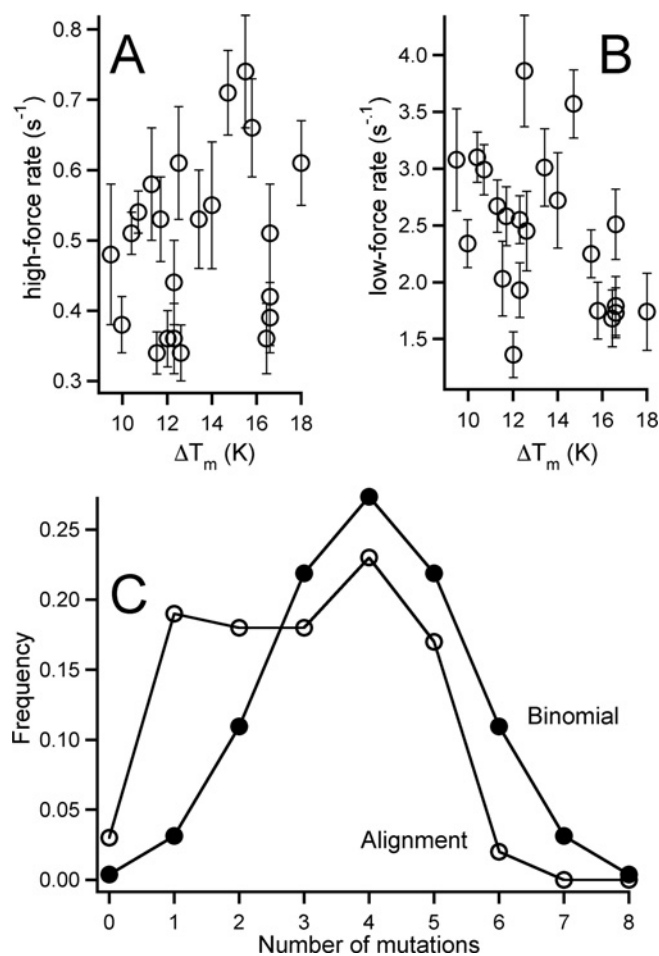 A
high-force rate (s⁻¹)
0.8
0.7
0.6
0.5
0.4
0.3
10 12 14 16 18
ΔTₘ (K)
B
low-force rate (s⁻¹)
4.0
3.5
3.0
2.5
2.0
1.5
10 12 14 16 18
ΔTₘ (K)
C
Frequency
0.25
0.20
0.15
0.10
0.05
0.00
Binomial
Alignment
0 1 2 3 4 5 6 7 8
Number of mutations